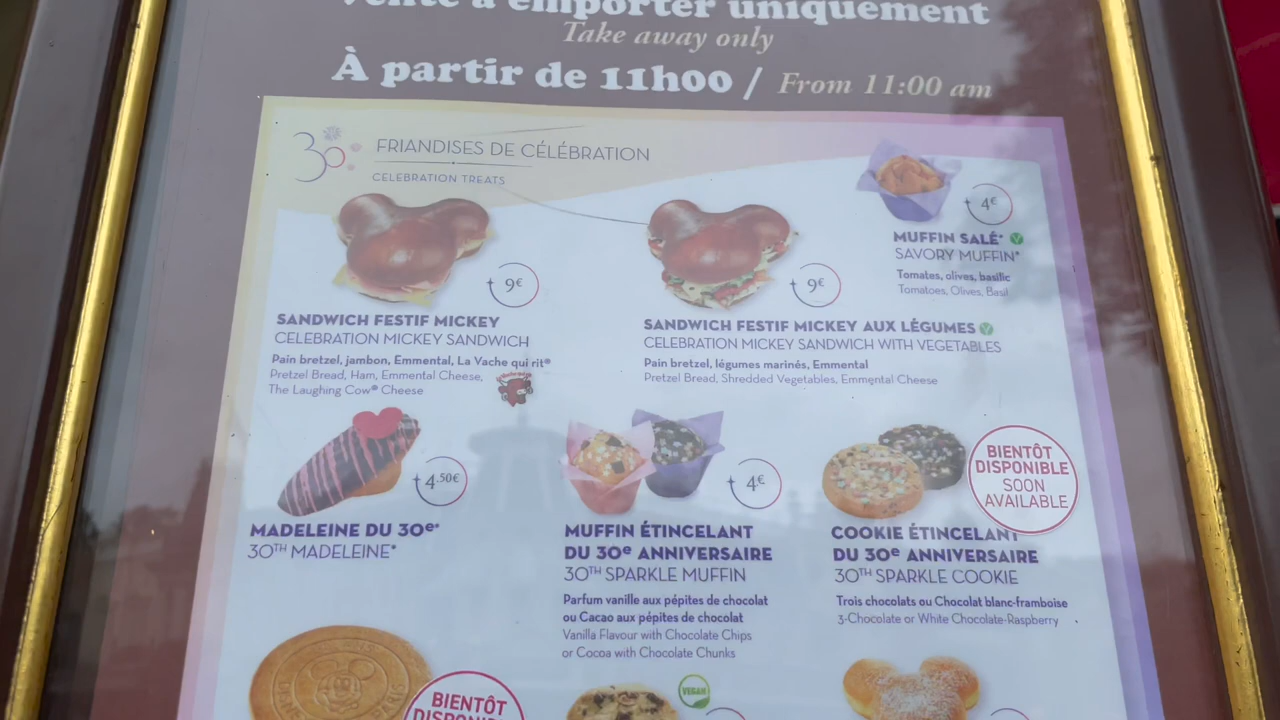 Vente à emporter uniquement
Take away only
À partir de 11h00 / From 11:00 am
30
FRIANDISES DE CÉLÉBRATION
CELEBRATION TREATS
4€
MUFFIN SALÉ* V
SAVORY MUFFIN*
Tomates, olives, basilic
Tomatoes, Olives, Basil
9€
SANDWICH FESTIF MICKEY
CELEBRATION MICKEY SANDWICH
Pain bretzel, jambon, Emmental, La Vache qui rit®
Pretzel Bread, Ham, Emmental Cheese,
The Laughing Cow® Cheese
9€
SANDWICH FESTIF MICKEY AUX LÉGUMES V
CELEBRATION MICKEY SANDWICH WITH VEGETABLES
Pain bretzel, légumes marinés, Emmental
Pretzel Bread, Shredded Vegetables, Emmental Cheese
4.50€
MADELEINE DU 30e*
30TH MADELEINE*
4€
MUFFIN ÉTINCELANT
DU 30e ANNIVERSAIRE
30TH SPARKLE MUFFIN
Parfum vanille aux pépites de chocolat
ou Cacao aux pépites de chocolat
Vanilla Flavour with Chocolate Chips
or Cocoa with Chocolate Chunks
BIENTÔT
DISPONIBLE
SOON
AVAILABLE
COOKIE ÉTINCELANT
DU 30e ANNIVERSAIRE
30TH SPARKLE COOKIE
Trois chocolats ou Chocolat blanc-framboise
3-Chocolate or White Chocolate-Raspberry
BIENTÔT
DISPONIBLE
VEGAN